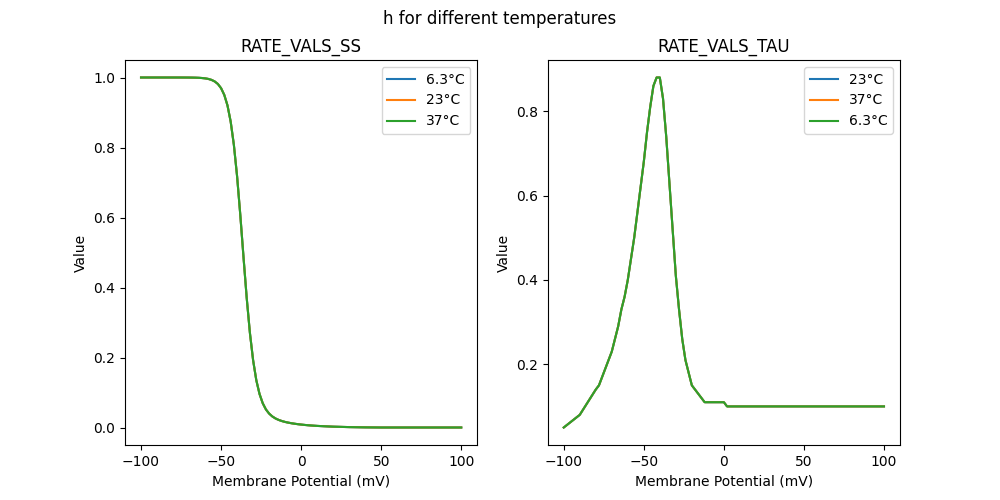 h for different temperatures
RATE_VALS_SS
1.0
0.8
0.6
0.4
0.2
0.0
Value
−100
−50
0
50
100
Membrane Potential (mV)
6.3°C
23°C
37°C
RATE_VALS_TAU
0.8
0.6
0.4
0.2
Value
−100
−50
0
50
100
Membrane Potential (mV)
23°C
37°C
6.3°C